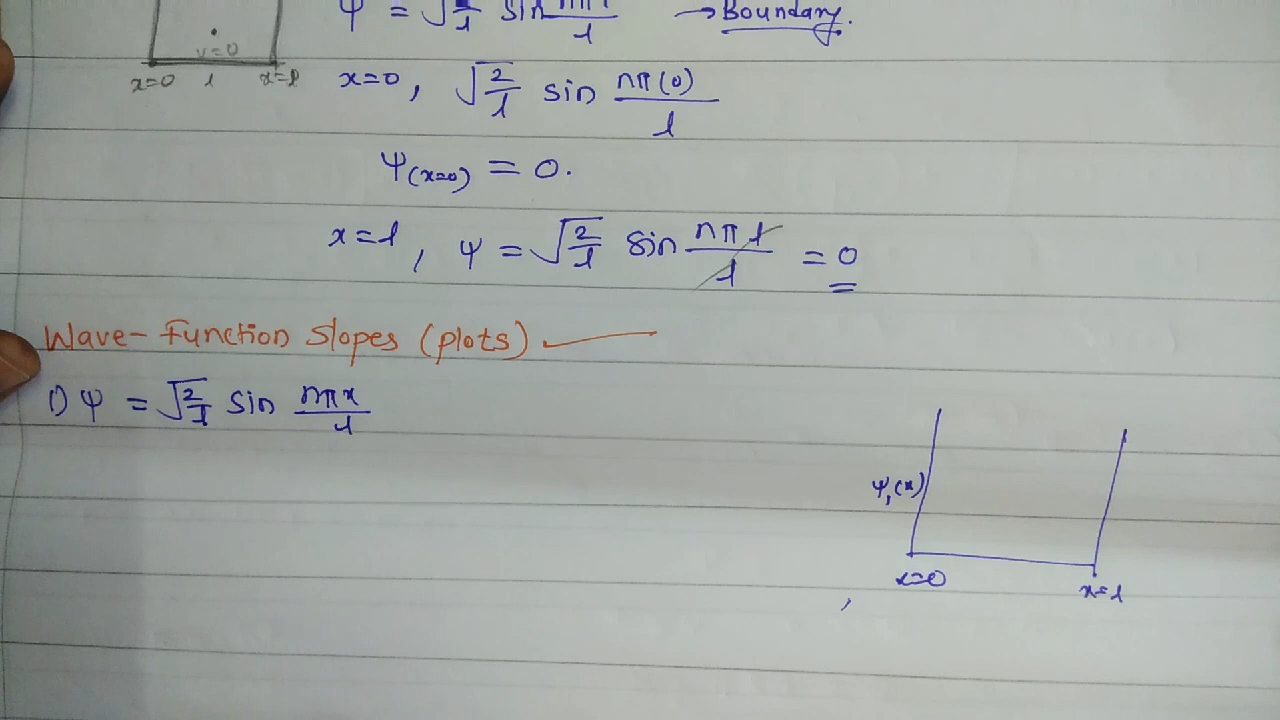 ψ = √2/l sin nπx/l → Boundary.
v=0
x=0 l x=l
x=0, √2/l sin nπ(0)/l
ψ(x=0) = 0.
x=l, ψ = √2/l sin nπl/l = 0
Wave-Function Slopes (plots)
1) ψ = √2/l sin nπx/l
ψ₁(x)
x=0 x=l